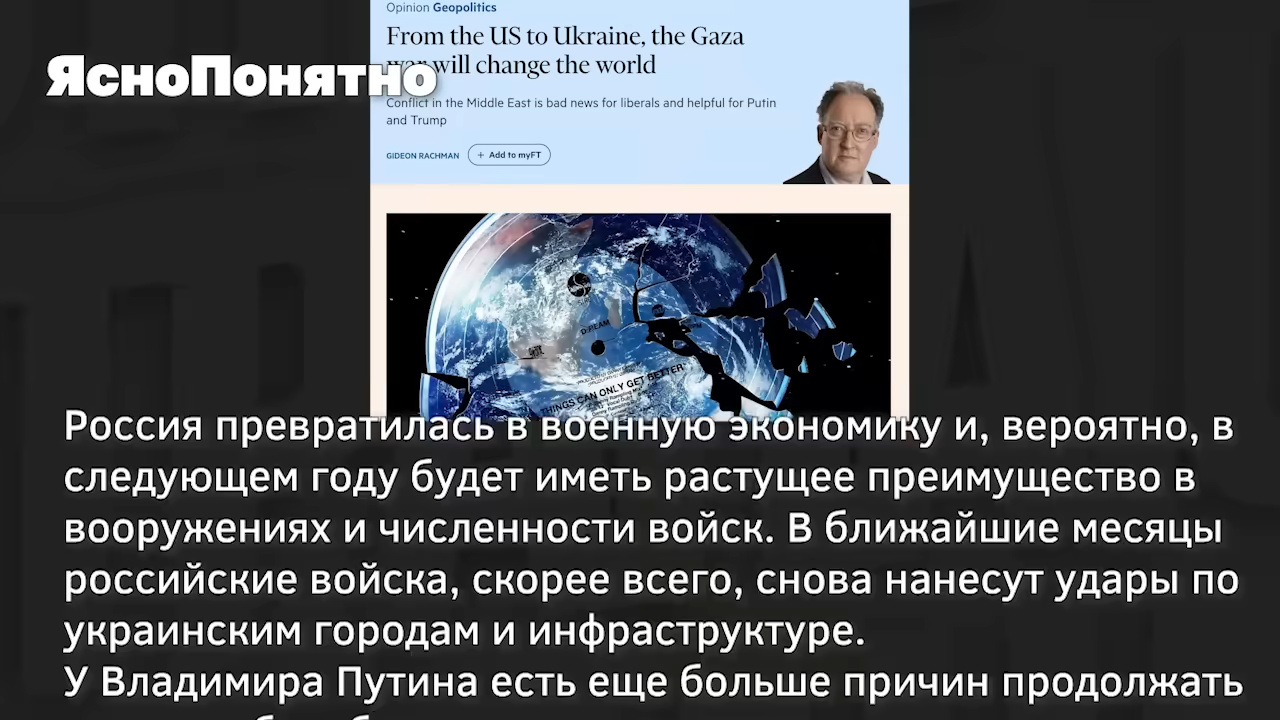 Opinion Geopolitics
From the US to Ukraine, the Gaza
war will change the world
ЯсноПонятно
Conflict in the Middle East is bad news for liberals and helpful for Putin
and Trump
GIDEON RACHMAN + Add to myFT
D:REAM
THINGS CAN ONLY GET BETTER
Россия превратилась в военную экономику и, вероятно, в
следующем году будет иметь растущее преимущество в
вооружениях и численности войск. В ближайшие месяцы
российские войска, скорее всего, снова нанесут удары по
украинским городам и инфраструктуре.
У Владимира Путина есть еще больше причин продолжать